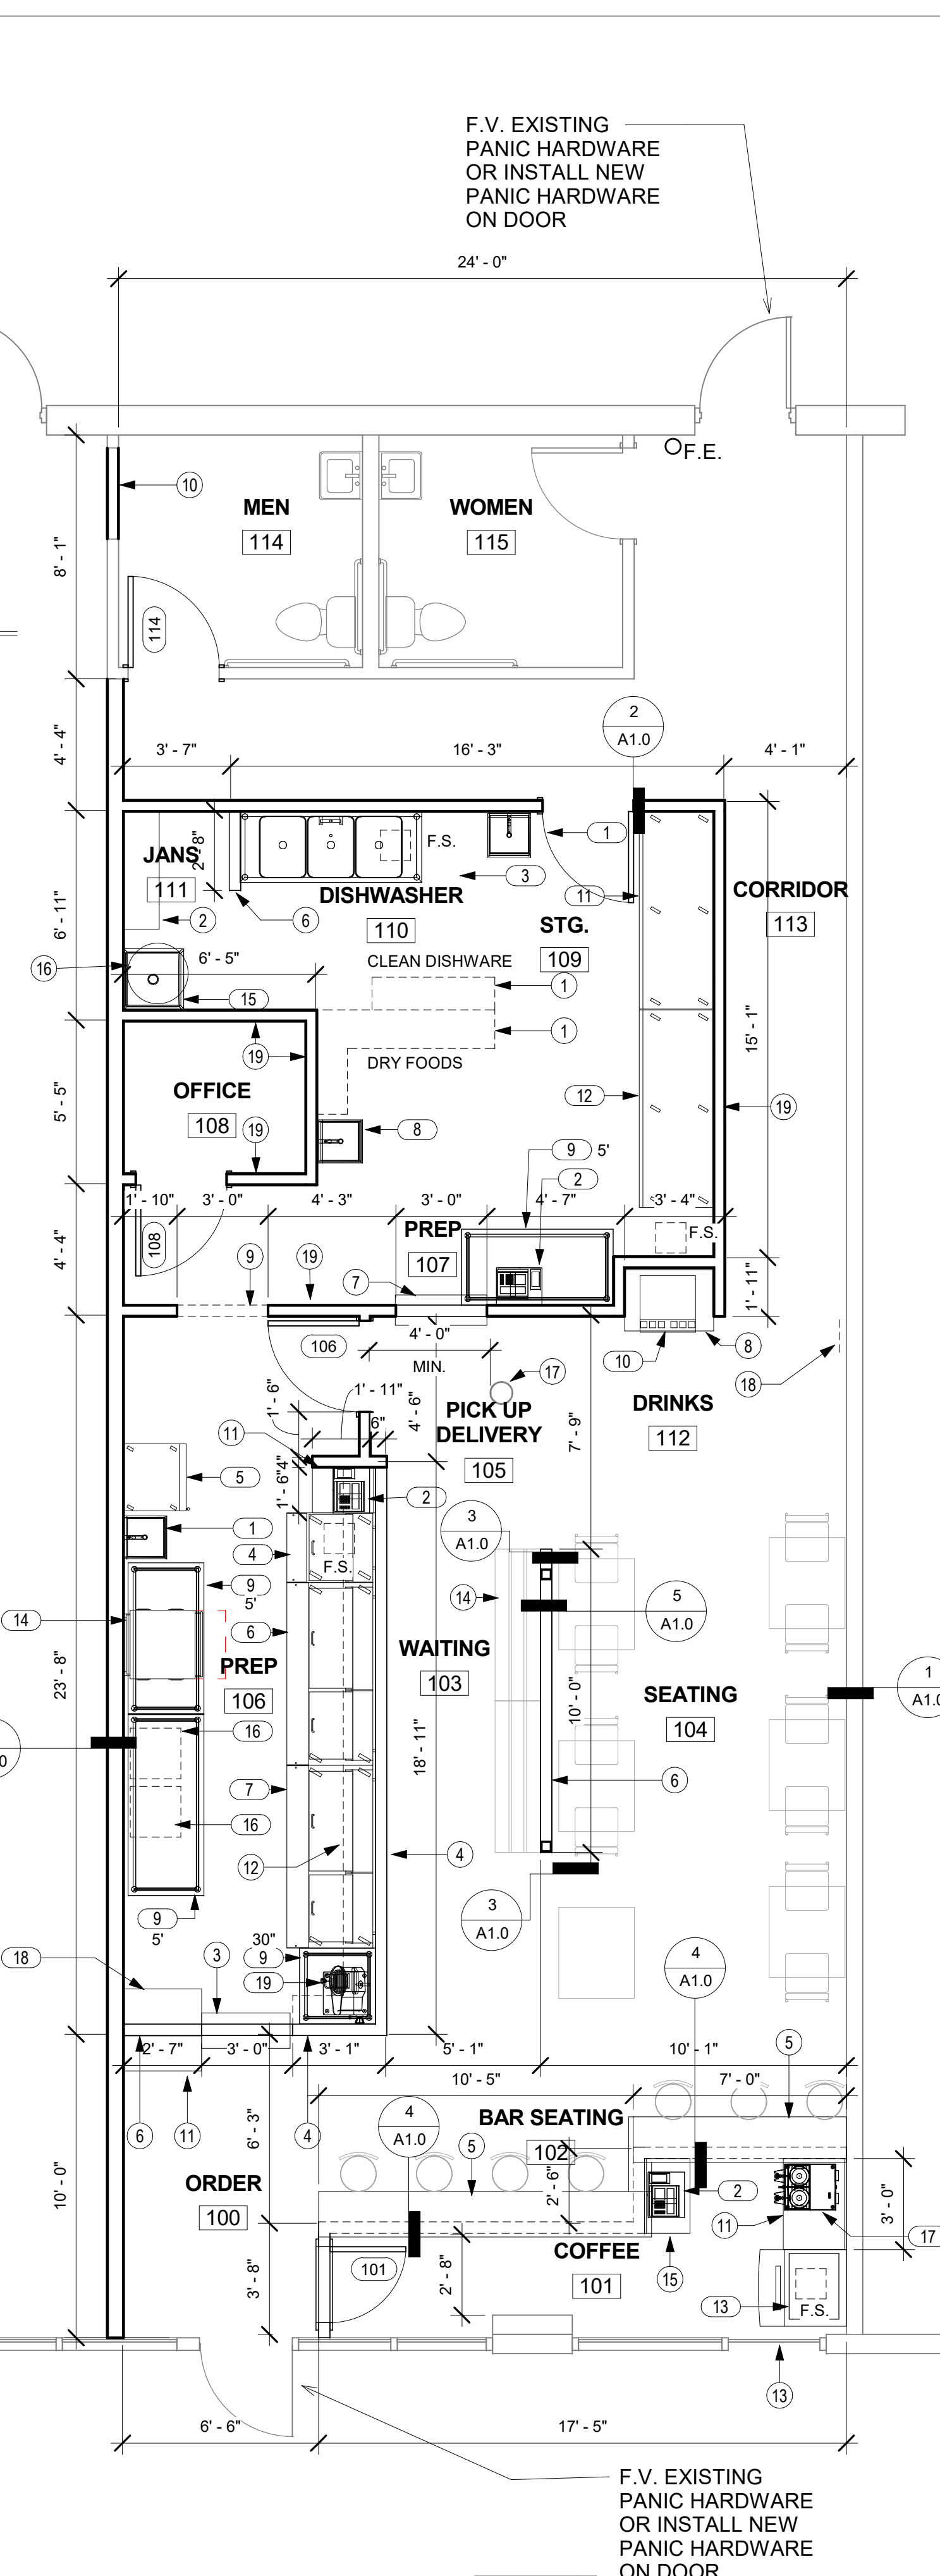 F.V. EXISTING
PANIC HARDWARE
OR INSTALL NEW
PANIC HARDWARE
ON DOOR
24' - 0"
F.E.
10
MEN
114
WOMEN
115
8' - 1"
114
2
A1.0
4' - 4"
3' - 7"
16' - 3"
4' - 1"
JANS
111
2' - 8"
F.S.
1
3
DISHWASHER
110
11
CORRIDOR
113
6' - 11"
2
6
STG.
109
16
6' - 5"
CLEAN DISHWARE
1
15
1
19
DRY FOODS
15' - 1"
OFFICE
108
5' - 5"
12
19
19
8
9
5'
2
1' - 10"
3' - 0"
4' - 3"
3' - 0"
4' - 7"
3' - 4"
PREP
107
F.S.
108
4' - 4"
9
19
7
1' - 11"
106
4' - 0"
MIN.
8
10
17
18
1' - 6"
1' - 11"
6"
4' - 6"
PICK UP
DELIVERY
105
7' - 9"
DRINKS
112
11
5
1' - 6"
4"
2
3
A1.0
1
4
F.S.
9
5'
14
5
A1.0
14
6
WAITING
103
PREP
106
23' - 8"
SEATING
104
10' - 0"
1
A1.0
16
18' - 11"
0
6
7
16
12
4
9
5'
3
A1.0
30"
9
3
18
19
4
A1.0
2' - 7"
3' - 0"
3' - 1"
5' - 1"
10' - 1"
5
10' - 5"
7' - 0"
6
11
4
4
A1.0
BAR SEATING
102
5
6' - 3"
10' - 0"
ORDER
100
2' - 6"
2
3' - 0"
11
17
COFFEE
101
101
3' - 8"
2' - 8"
15
13
F.S.
13
6' - 6"
17' - 5"
F.V. EXISTING
PANIC HARDWARE
OR INSTALL NEW
PANIC HARDWARE
ON DOOR